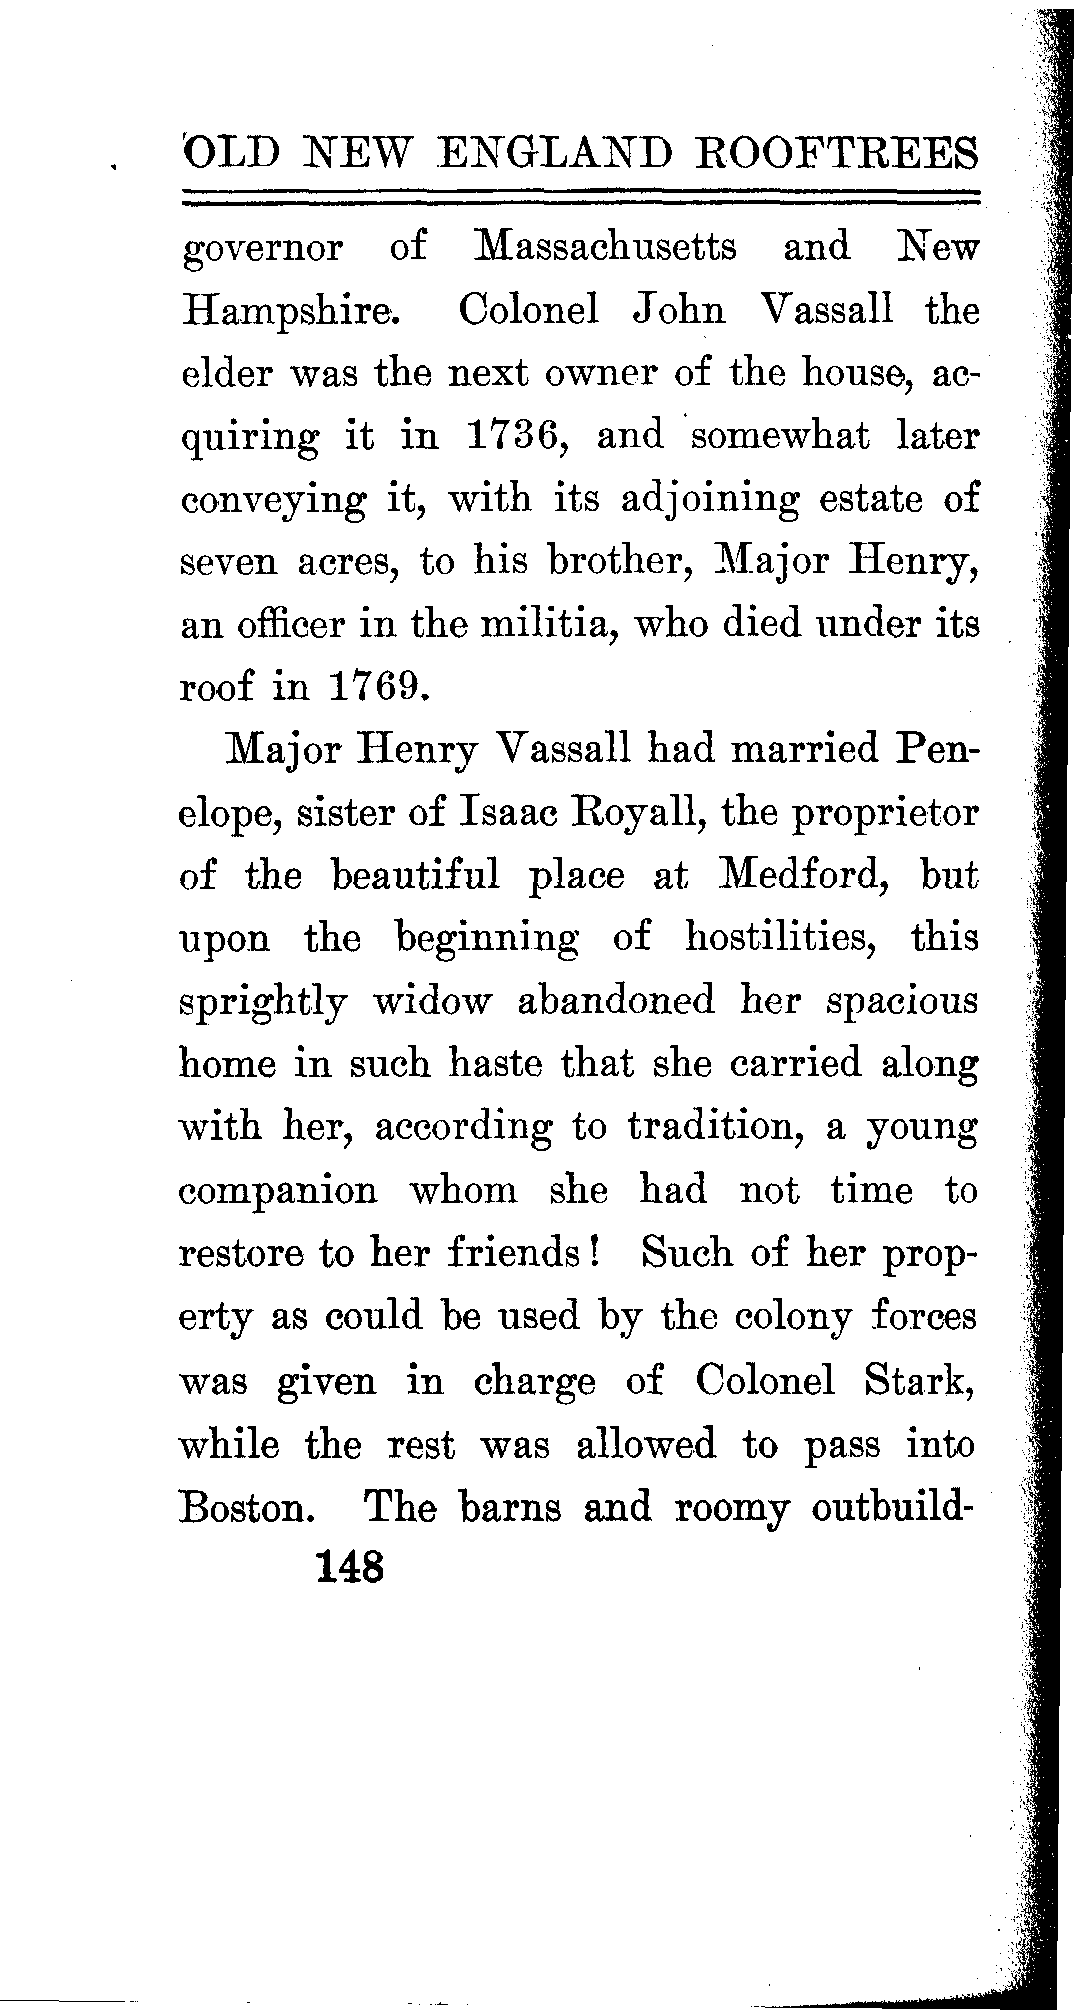 OLD NEW ENGLAND ROOFTREES
governor of Massachusetts and New
Hampshire. Colonel John Vassall the
elder was the next owner of the house, ac-
quiring it in 1736, and somewhat later
conveying it, with its adjoining estate of
seven acres, to his brother, Major Henry,
an officer in the militia, who died under its
roof in 1769.
Major Henry Vassall had married Pen-
elope, sister of Isaac Royall, the proprietor
of the beautiful place at Medford, but
upon the beginning of hostilities, this
sprightly widow abandoned her spacious
home in such haste that she carried along
with her, according to tradition, a young
companion whom she had not time to
restore to her friends! Such of her prop-
erty as could be used by the colony forces
was given in charge of Colonel Stark,
while the rest was allowed to pass into
Boston. The barns and roomy outbuild-
148